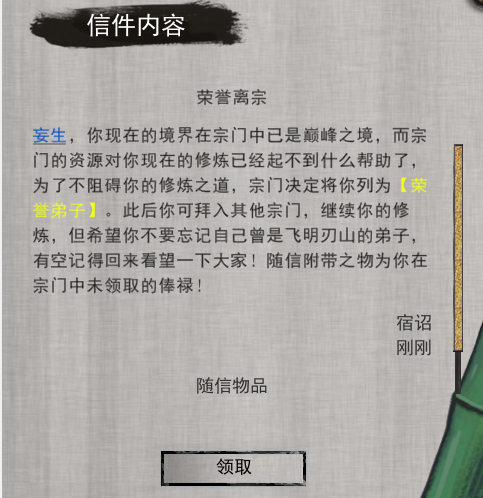 信件内容
荣誉离宗
妄生，你现在的境界在宗门中已是巅峰之境，而宗
门的资源对你现在的修炼已经起不到什么帮助了，
为了不阻碍你的修炼之道，宗门决定将你列为【荣
誉弟子】。此后你可拜入其他宗门，继续你的修
炼，但希望你不要忘记自己曾是飞明刃山的弟子，
有空记得回来看望一下大家！随信附带之物为你在
宗门中未领取的俸禄！
宿诏
刚刚
随信物品
领取